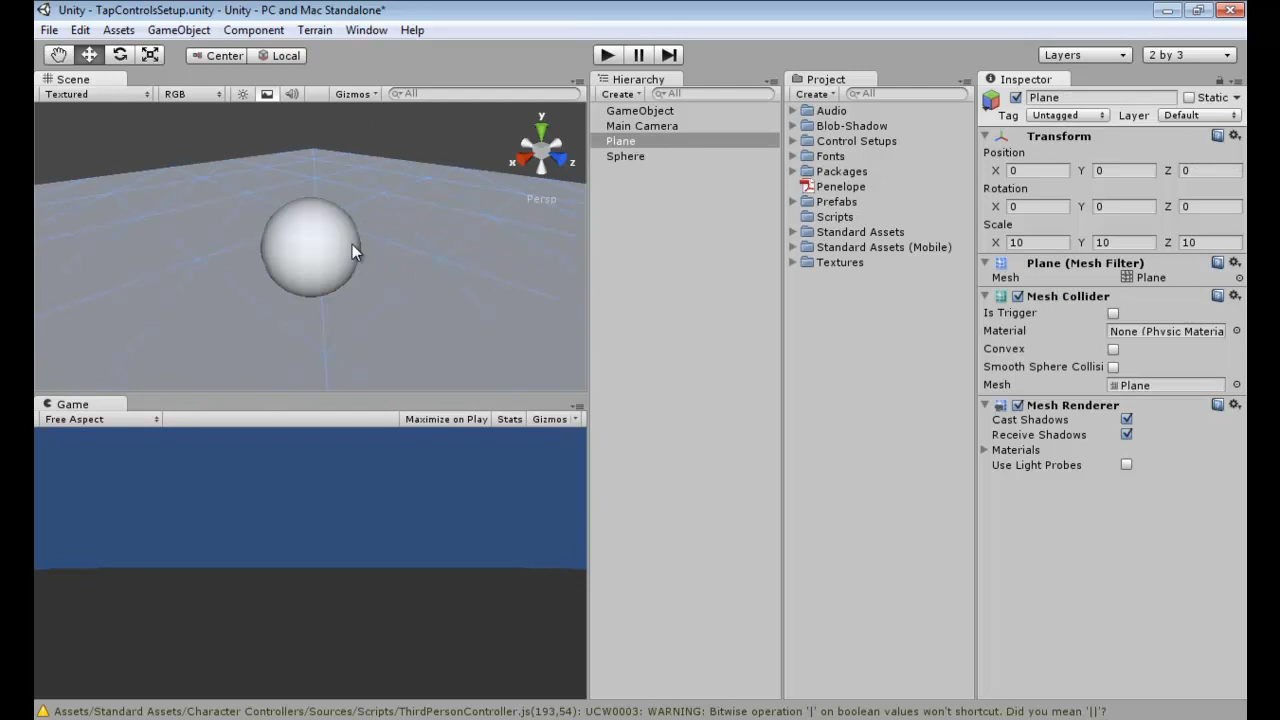 Unity - TapControlsSetup.unity - Unity - PC and Mac Standalone*
File Edit Assets GameObject Component Terrain Window Help
Center Local Layers 2 by 3
Scene
Textured RGB Gizmos All
y
x
z
Persp
Game
Free Aspect Maximize on Play Stats Gizmos
Hierarchy
Create All
GameObject
Main Camera
Plane
Sphere
Project
Create All
Audio
Blob-Shadow
Control Setups
Fonts
Packages
Penelope
Prefabs
Scripts
Standard Assets
Standard Assets (Mobile)
Textures
Inspector
Plane Static
Tag Untagged Layer Default
Transform
Position
X 0 Y 0 Z 0
Rotation
X 0 Y 0 Z 0
Scale
X 10 Y 10 Z 10
Plane (Mesh Filter)
Mesh Plane
Mesh Collider
Is Trigger
Material None (Physic Materia
Convex
Smooth Sphere Collisi
Mesh Plane
Mesh Renderer
Cast Shadows
Receive Shadows
Materials
Use Light Probes
Assets/Standard Assets/Character Controllers/Sources/Scripts/ThirdPersonController.js(193,54): UCW0003: WARNING: Bitwise operation '|' on boolean values won't shortcut. Did you mean '||'?